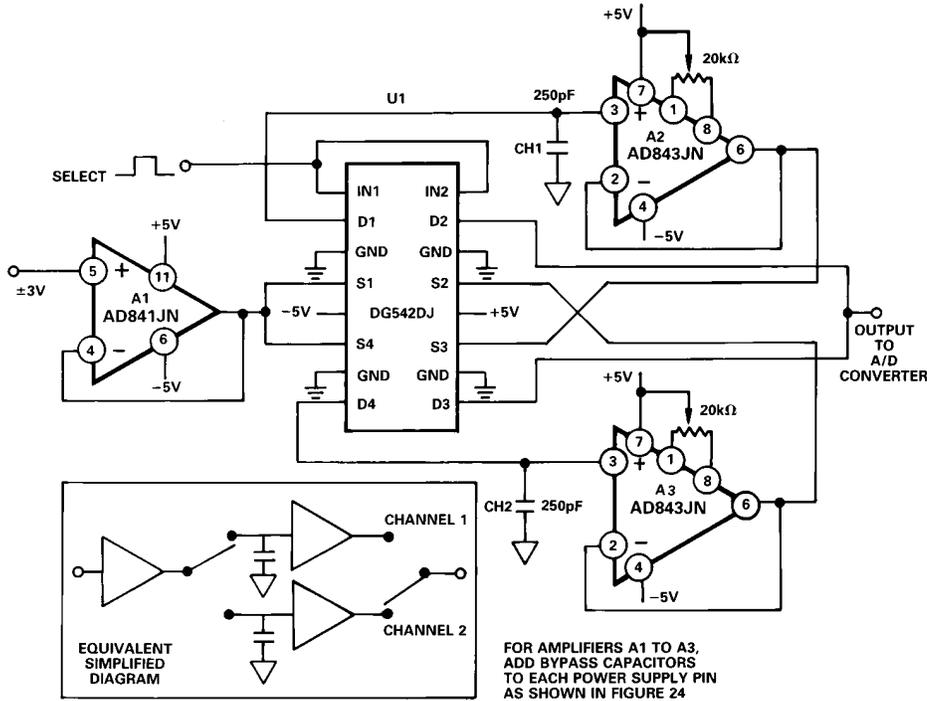 +5V
20kΩ
U1
250pF
3
7
1
8
6
+
A2
AD843JN
CH1
2
−
4
−5V
SELECT
IN1
IN2
D1
D2
GND
GND
S1
S2
−5V
DG542DJ
+5V
S4
S3
GND
GND
D4
D3
+5V
5
+
11
±3V
A1
AD841JN
4
−
6
−5V
OUTPUT
TO
A/D
CONVERTER
+5V
20kΩ
3
7
1
8
6
+
A3
AD843JN
CH2
250pF
2
−
4
−5V
CHANNEL 1
CHANNEL 2
EQUIVALENT
SIMPLIFIED
DIAGRAM
FOR AMPLIFIERS A1 TO A3,
ADD BYPASS CAPACITORS
TO EACH POWER SUPPLY PIN
AS SHOWN IN FIGURE 24